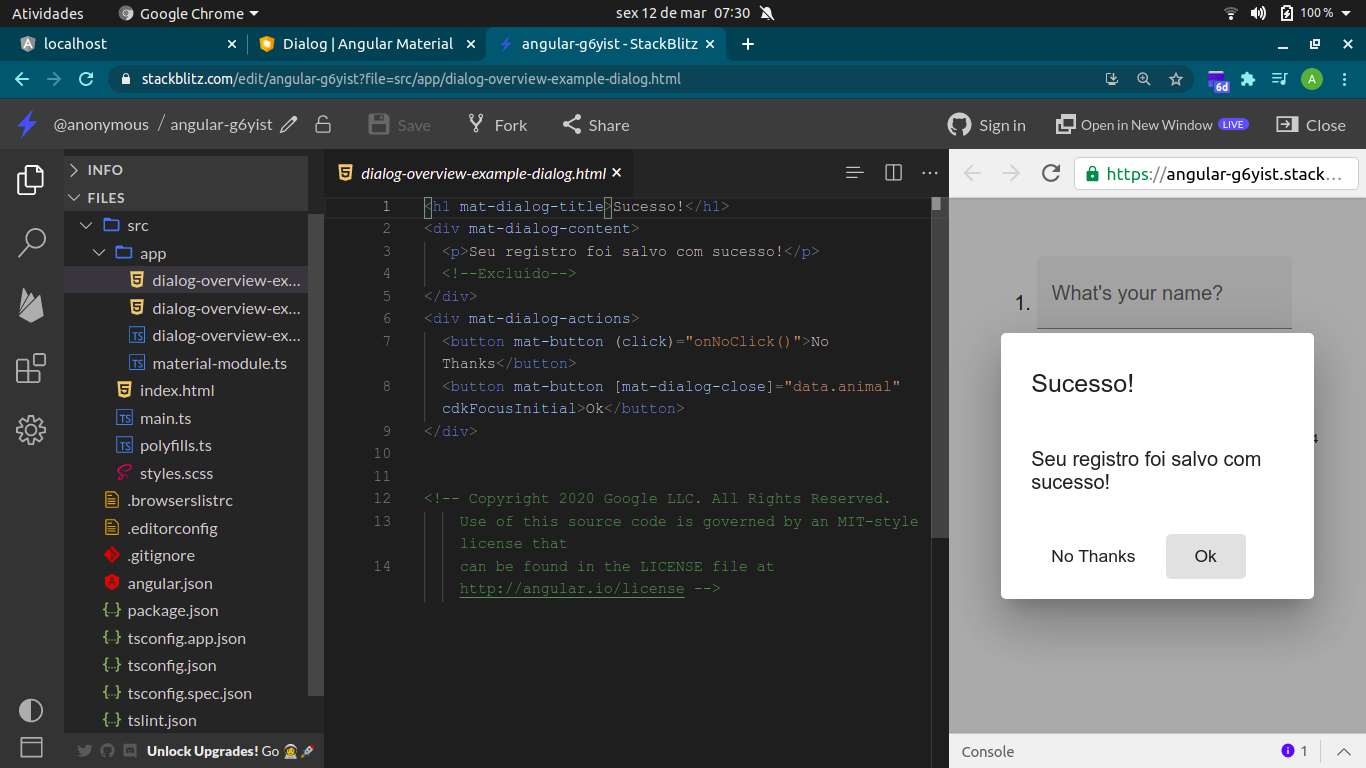 Atividades
Google Chrome
sex 12 de mar 07:30
100 %
localhost
Dialog | Angular Material
angular-g6yist - StackBlitz
stackblitz.com/edit/angular-g6yist?file=src/app/dialog-overview-example-dialog.html
6d
A
@anonymous / angular-g6yist
Save
Fork
Share
Sign in
Open in New Window LIVE
Close
INFO
FILES
src
app
dialog-overview-ex...
dialog-overview-ex...
TS dialog-overview-ex...
TS material-module.ts
index.html
TS main.ts
TS polyfills.ts
styles.scss
.browserslistrc
.editorconfig
.gitignore
angular.json
package.json
tsconfig.app.json
tsconfig.json
tsconfig.spec.json
tslint.json
Unlock Upgrades! Go
dialog-overview-example-dialog.html
1 <h1 mat-dialog-title>Sucesso!</h1>
2 <div mat-dialog-content>
3 <p>Seu registro foi salvo com sucesso!</p>
4 <!--Excluído-->
5 </div>
6 <div mat-dialog-actions>
7 <button mat-button (click)="onNoClick()">No
Thanks</button>
8 <button mat-button [mat-dialog-close]="data.animal"
cdkFocusInitial>Ok</button>
9 </div>
10
11
12 <!-- Copyright 2020 Google LLC. All Rights Reserved.
13 Use of this source code is governed by an MIT-style
license that
14 can be found in the LICENSE file at
http://angular.io/license -->
https://angular-g6yist.stack...
1.
What's your name?
Sucesso!
Seu registro foi salvo com
sucesso!
No Thanks
Ok
Console
1